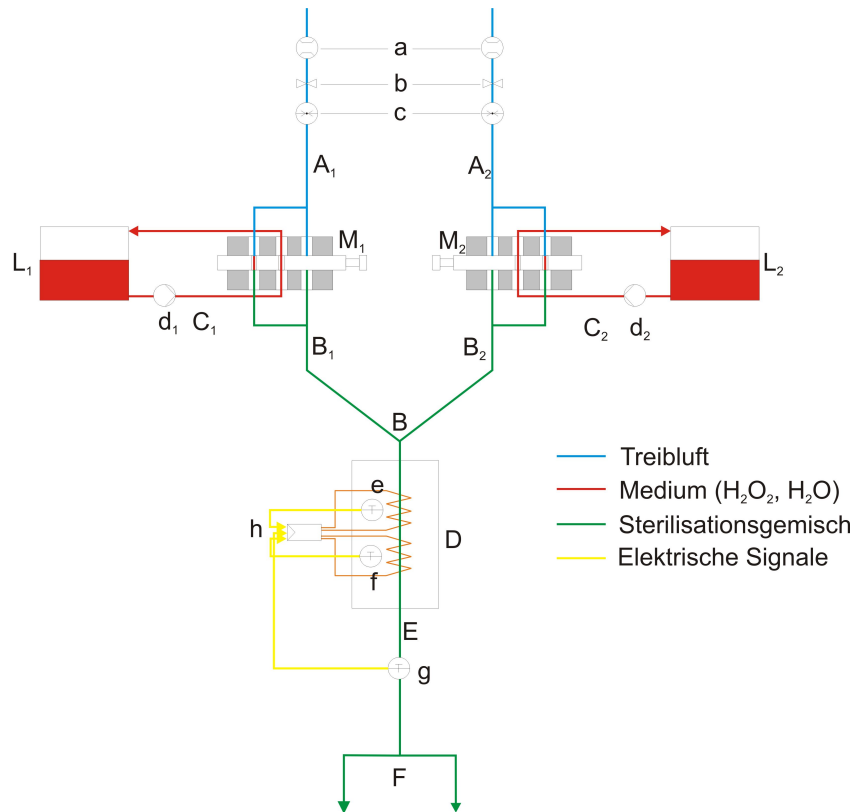 a
b
c
A₁ A₂
M₁ M₂
L₁ L₂
d₁ C₁ C₂ d₂
B₁ B₂
B
Treibluft
Medium (H₂O₂, H₂O)
Sterilisationsgemisch
Elektrische Signale
e
T
h
D
f
T
E
T
g
F